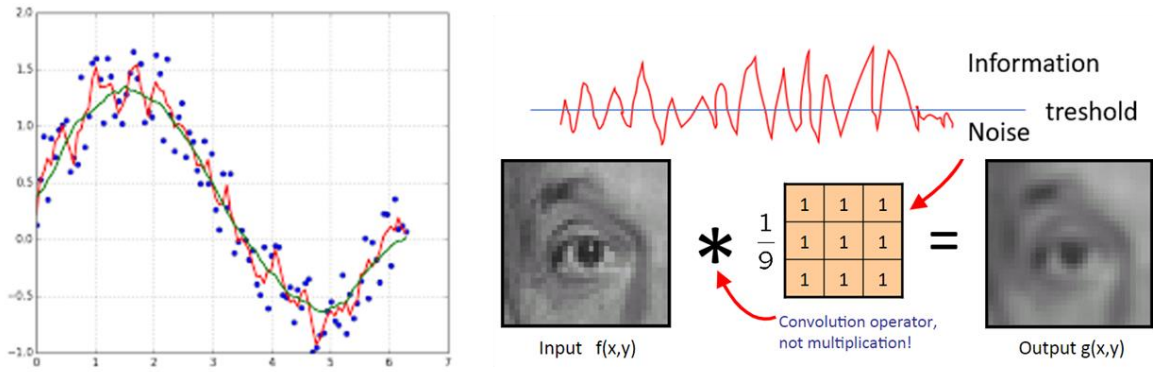 2.0
1.5
1.0
0.5
0.0
−0.5
−1.0
0 1 2 3 4 5 6 7
Information
treshold
Noise
* 1/9
1 1 1
1 1 1
1 1 1
=
Convolution operator,
not multiplication!
Input f(x,y)
Output g(x,y)